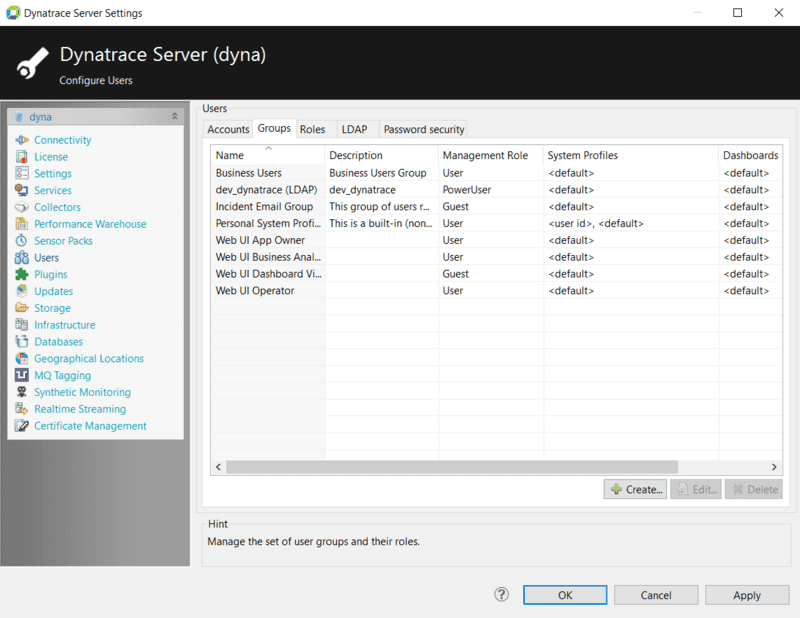 Dynatrace Server Settings
Dynatrace Server (dyna)
Configure Users
dyna
Connectivity
License
Settings
Services
Collectors
Performance Warehouse
Sensor Packs
Users
Plugins
Updates
Storage
Infrastructure
Databases
Geographical Locations
MQ Tagging
Synthetic Monitoring
Realtime Streaming
Certificate Management
Users
Accounts Groups Roles LDAP Password security
Name Description Management Role System Profiles Dashboards
Business Users Business Users Group User <default> <default>
dev_dynatrace (LDAP) dev_dynatrace PowerUser <default> <default>
Incident Email Group This group of users r... Guest <default> <default>
Personal System Profi... This is a built-in (non... User <user id>, <default> <default>
Web UI App Owner User <default> <default>
Web UI Business Anal... User <default> <default>
Web UI Dashboard Vi... Guest <default> <default>
Web UI Operator User <default> <default>
Create... Edit... Delete
Hint
Manage the set of user groups and their roles.
? OK Cancel Apply